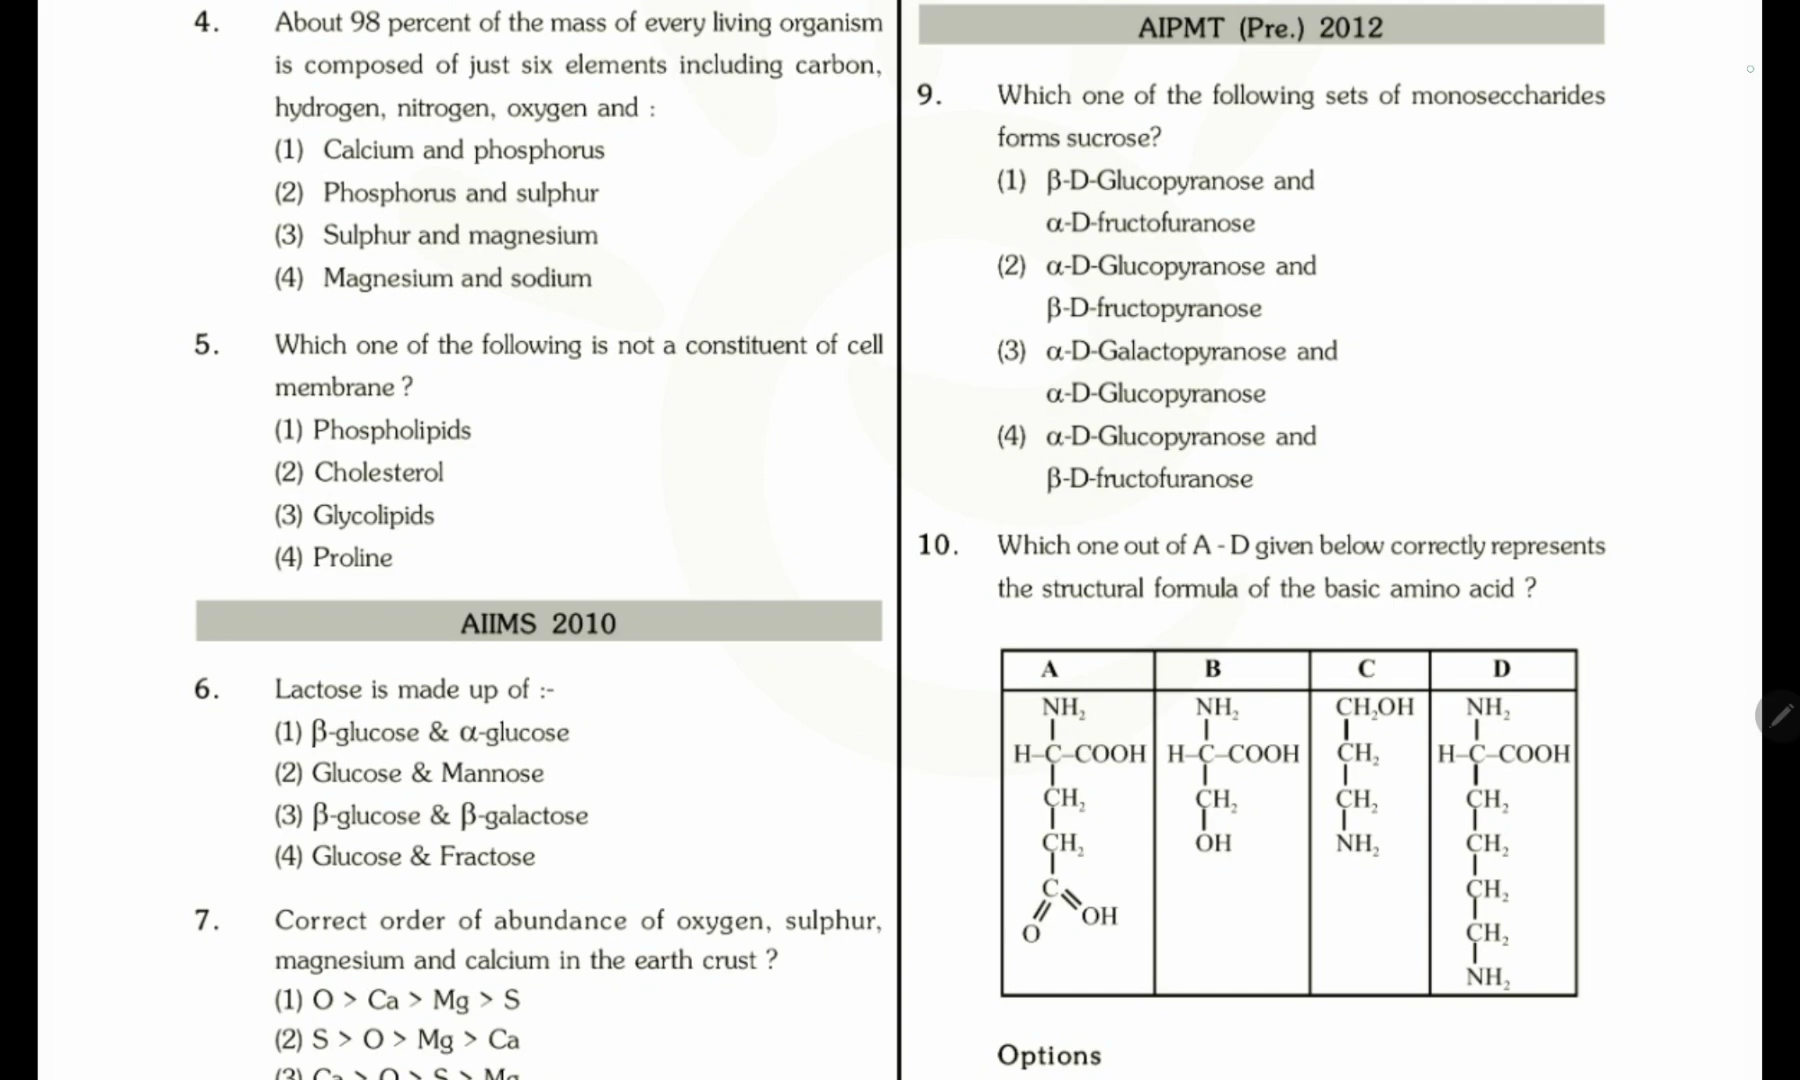 4. About 98 percent of the mass of every living organism
is composed of just six elements including carbon,
hydrogen, nitrogen, oxygen and :
(1) Calcium and phosphorus
(2) Phosphorus and sulphur
(3) Sulphur and magnesium
(4) Magnesium and sodium
5. Which one of the following is not a constituent of cell
membrane ?
(1) Phospholipids
(2) Cholesterol
(3) Glycolipids
(4) Proline
AIIMS 2010
6. Lactose is made up of :-
(1) β-glucose & α-glucose
(2) Glucose & Mannose
(3) β-glucose & β-galactose
(4) Glucose & Fractose
7. Correct order of abundance of oxygen, sulphur,
magnesium and calcium in the earth crust ?
(1) O > Ca > Mg > S
(2) S > O > Mg > Ca
(3) Ca > O > S > Mg
AIPMT (Pre.) 2012
9. Which one of the following sets of monoseccharides
forms sucrose?
(1) β-D-Glucopyranose and
α-D-fructofuranose
(2) α-D-Glucopyranose and
β-D-fructopyranose
(3) α-D-Galactopyranose and
α-D-Glucopyranose
(4) α-D-Glucopyranose and
β-D-fructofuranose
10. Which one out of A - D given below correctly represents
the structural formula of the basic amino acid ?
A B C D
NH₂ NH₂ CH₂OH NH₂
H–C–COOH H–C–COOH CH₂ H–C–COOH
CH₂ CH₂ CH₂ CH₂
CH₂ OH NH₂ CH₂
C CH₂
OH
O CH₂
NH₂
Options